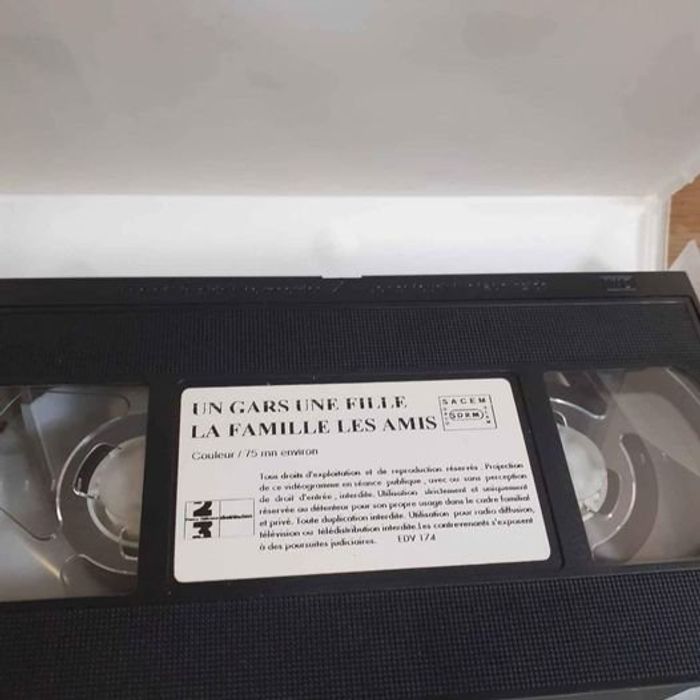 UN GARS UNE FILLE
LA FAMILLE LES AMIS
SACEM
SDRM
Couleur / 75 mn environ
Tous droits d'exploitation et de reproduction réservés. Projection
de ce vidéogramme en séance publique, avec ou sans perception
de droit d'entrée, interdite. Utilisation strictement et uniquement
réservée au détenteur pour son propre usage dans le cadre familial
et privé. Toute duplication interdite. Utilisation pour radio diffusion,
télévision ou télédistribution interdite. Les contrevenants s'exposent
à des poursuites judiciaires. EDV 174
2
distribution
3